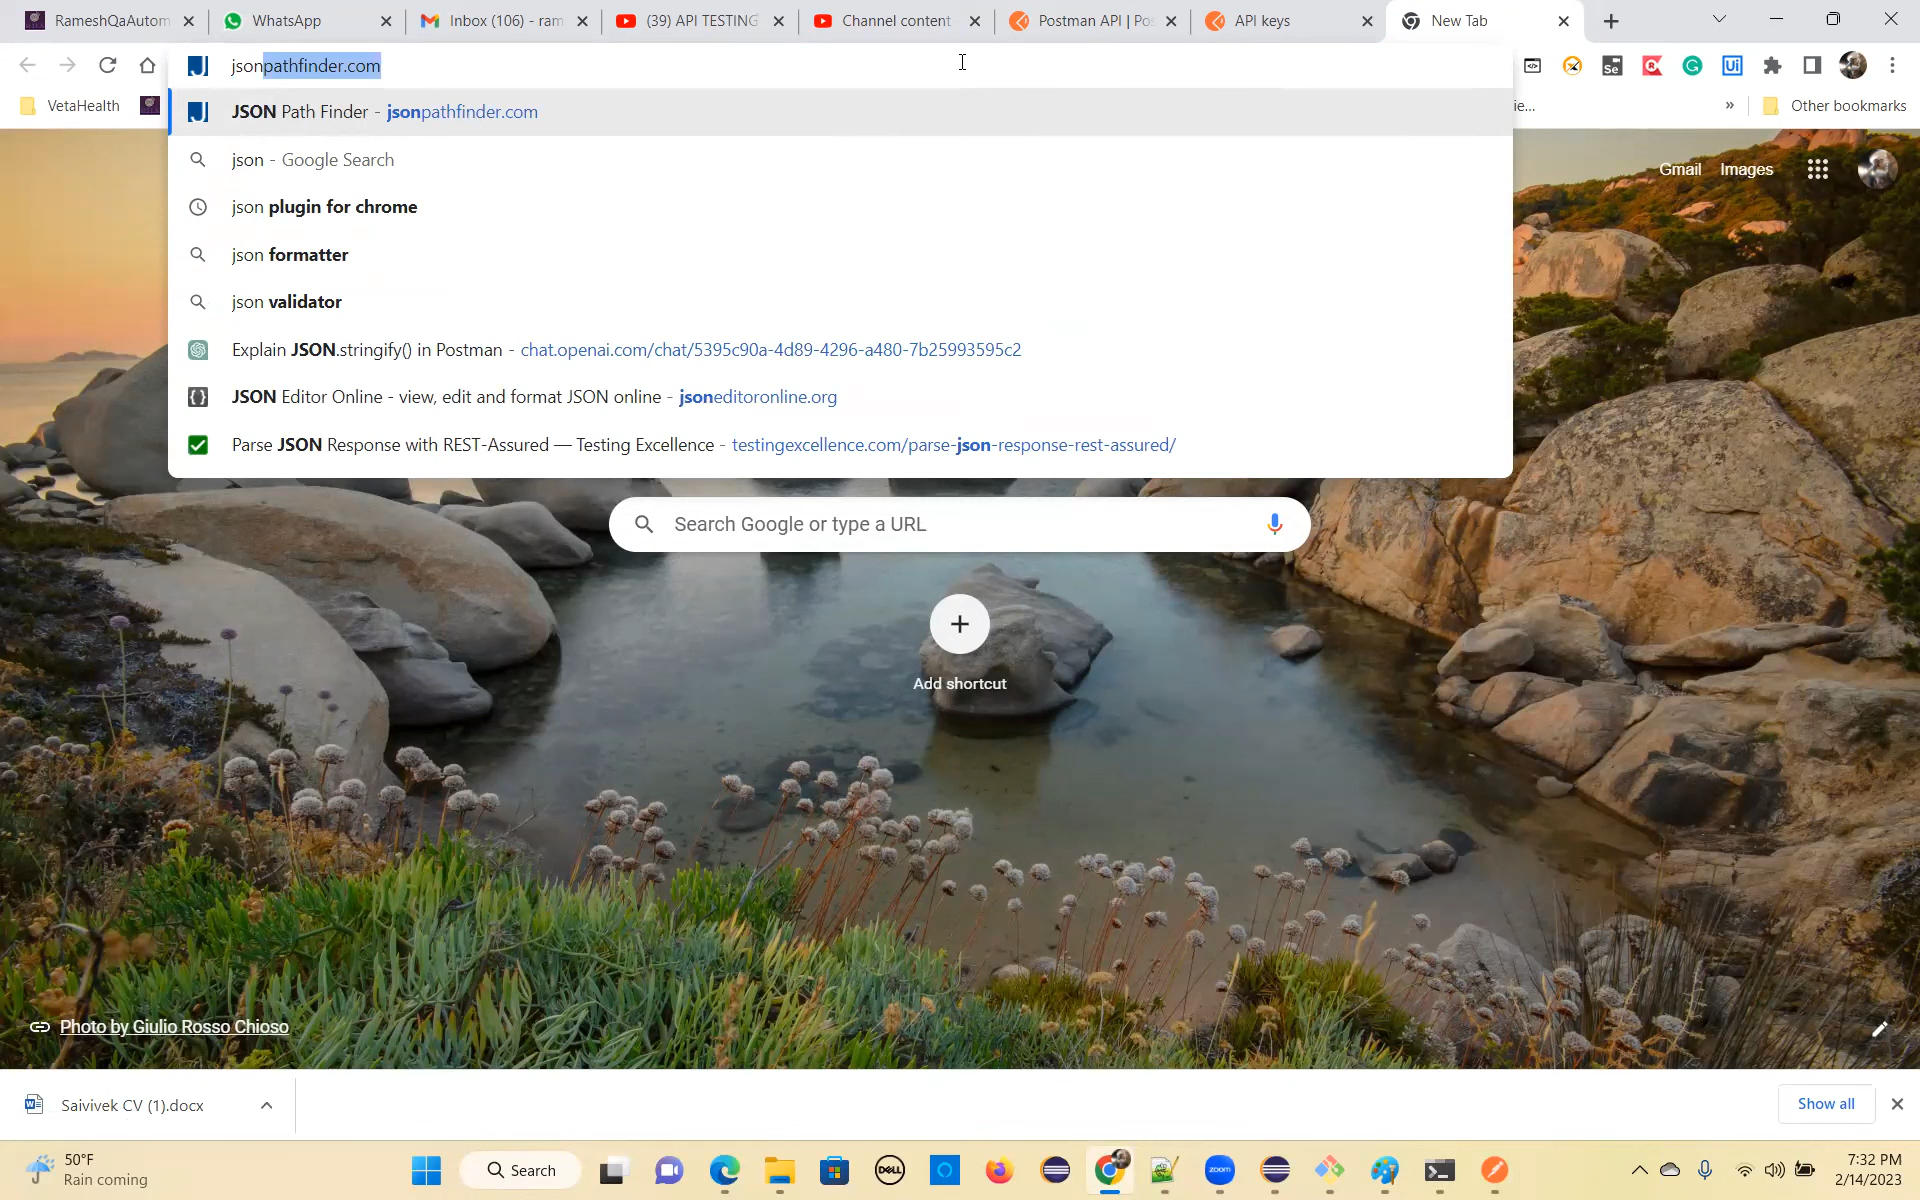 RameshQaAutom
WhatsApp
Inbox (106) - ram
(39) API TESTING
Channel content
Postman API | Pos
API keys
New Tab
jsonpathfinder.com
VetaHealth
Other bookmarks
JSON Path Finder - jsonpathfinder.com
json - Google Search
json plugin for chrome
json formatter
json validator
Explain JSON.stringify() in Postman - chat.openai.com/chat/5395c90a-4d89-4296-a480-7b25993595c2
JSON Editor Online - view, edit and format JSON online - jsoneditoronline.org
Parse JSON Response with REST-Assured — Testing Excellence - testingexcellence.com/parse-json-response-rest-assured/
Gmail Images
Search Google or type a URL
Add shortcut
Photo by Giulio Rosso Chioso
Saivivek CV (1).docx
Show all
50°F
Rain coming
Search
DELL
zoom
Se
Ui
7:32 PM
2/14/2023